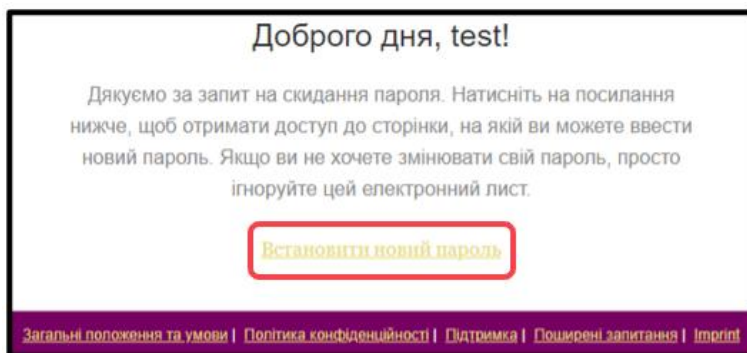 Доброго дня, test!
Дякуємо за запит на скидання пароля. Натисніть на посилання
нижче, щоб отримати доступ до сторінки, на якій ви можете ввести
новий пароль. Якщо ви не хочете змінювати свій пароль, просто
ігноруйте цей електронний лист.
Встановити новий пароль
Загальні положення та умови | Політика конфіденційності | Підтримка | Поширені запитання | Imprint